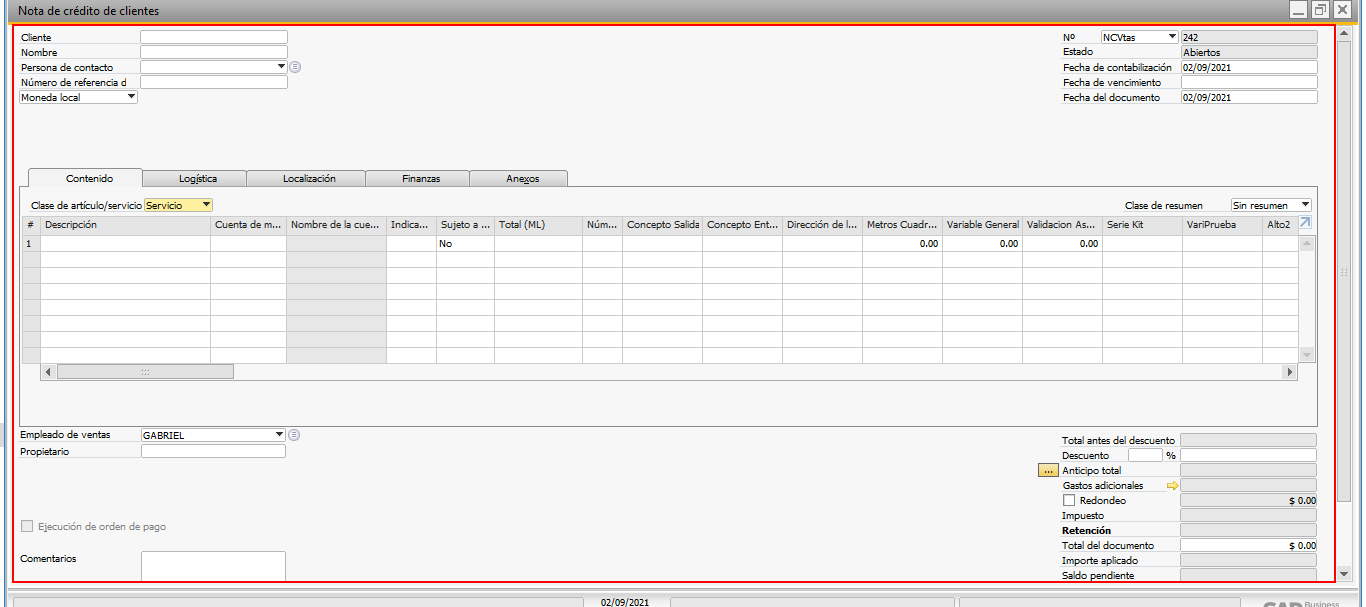 Nota de crédito de clientes
Cliente
Nombre
Persona de contacto
Número de referencia d
Moneda local
Nº NCVtas 242
Estado Abiertos
Fecha de contabilización 02/09/2021
Fecha de vencimiento
Fecha del documento 02/09/2021
Contenido Logística Localización Finanzas Anexos
Clase de artículo/servicio Servicio Clase de resumen Sin resumen
# Descripción Cuenta de m... Nombre de la cue... Indica... Sujeto a ... Total (ML) Núm... Concepto Salida Concepto Ent... Dirección de l... Metros Cuadr... Variable General Validacion As... Serie Kit VariPrueba Alto2
1 No 0.00 0.00 0.00
Empleado de ventas GABRIEL
Propietario
Ejecución de orden de pago
Comentarios
Total antes del descuento
Descuento %
... Anticipo total
Gastos adicionales
Redondeo $ 0.00
Impuesto
Retención
Total del documento $ 0.00
Importe aplicado
Saldo pendiente
02/09/2021
Business